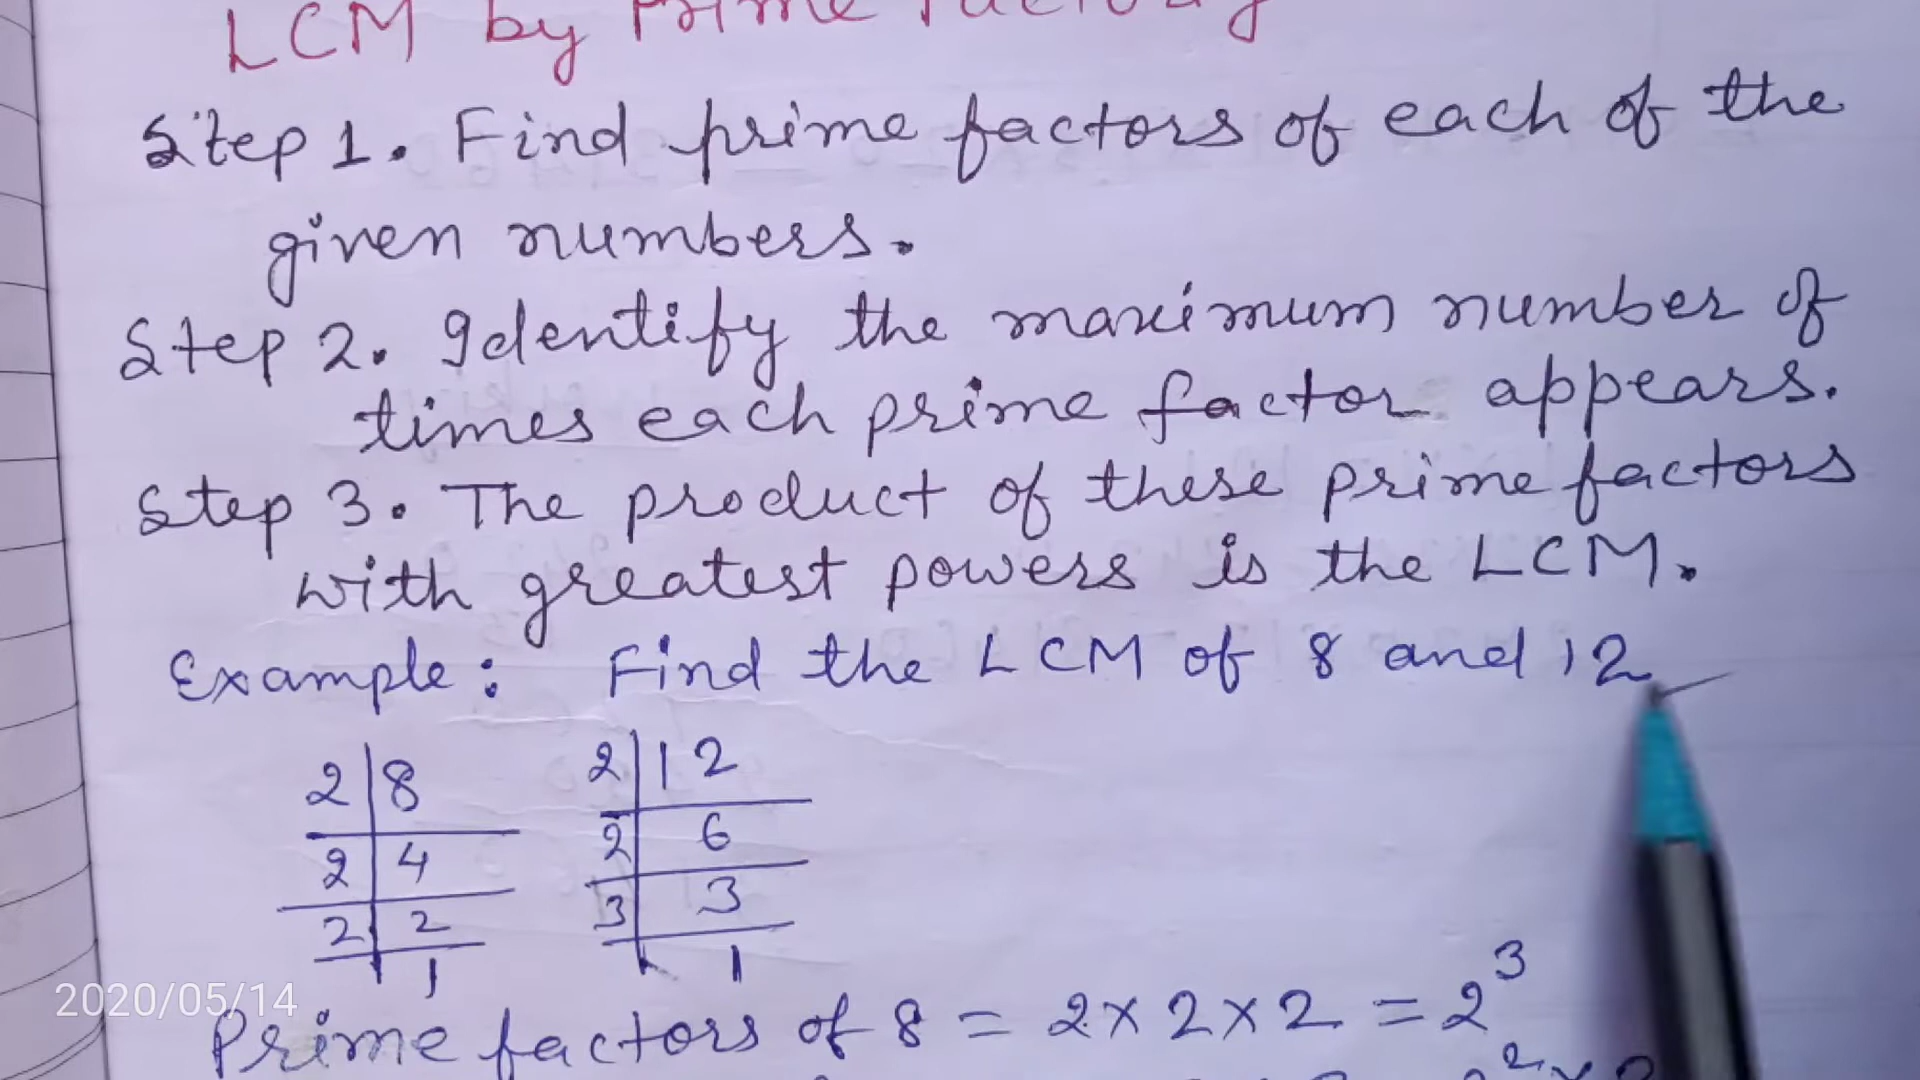 LCM by Prime Factory
Step 1. Find prime factors of each of the
given numbers.
Step 2. Identify the maximum number of
times each prime factor appears.
Step 3. The product of these prime factors
with greatest powers is the LCM.
Example: Find the LCM of 8 and 12
2 | 8
2 | 4
2 | 2
1
2 | 12
2 | 6
3 | 3
1
2020/05/14
Prime factors of 8 = 2 × 2 × 2 = 2³